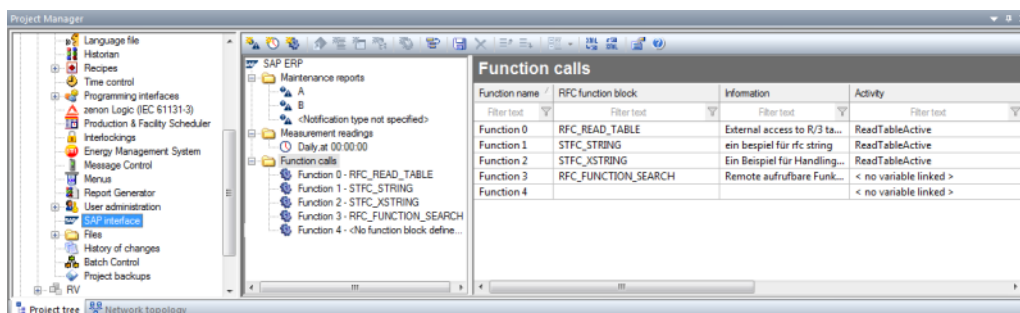 Project Manager
Language file
Historian
Recipes
Time control
Programming interfaces
zenon Logic (IEC 61131-3)
Production & Facility Scheduler
Interlockings
Energy Management System
Message Control
Menus
Report Generator
User administration
SAP interface
Files
History of changes
Batch Control
Project backups
RV
Project tree
Network topology
SAP ERP
Maintenance reports
A
B
<Notification type not specified>
Measurement readings
Daily,at 00:00:00
Function calls
Function 0 - RFC_READ_TABLE
Function 1 - STFC_STRING
Function 2 - STFC_XSTRING
Function 3 - RFC_FUNCTION_SEARCH
Function 4 - <No function block define...
Function calls
Function name RFC function block Information Activity
Filter text Filter text Filter text Filter text
Function 0 RFC_READ_TABLE External access to R/3 ta... ReadTableActive
Function 1 STFC_STRING ein bespiel für rfc string ReadTableActive
Function 2 STFC_XSTRING Ein Beispiel für Handling... ReadTableActive
Function 3 RFC_FUNCTION_SEARCH Remote aufrufbare Funk... < no variable linked >
Function 4 < no variable linked >